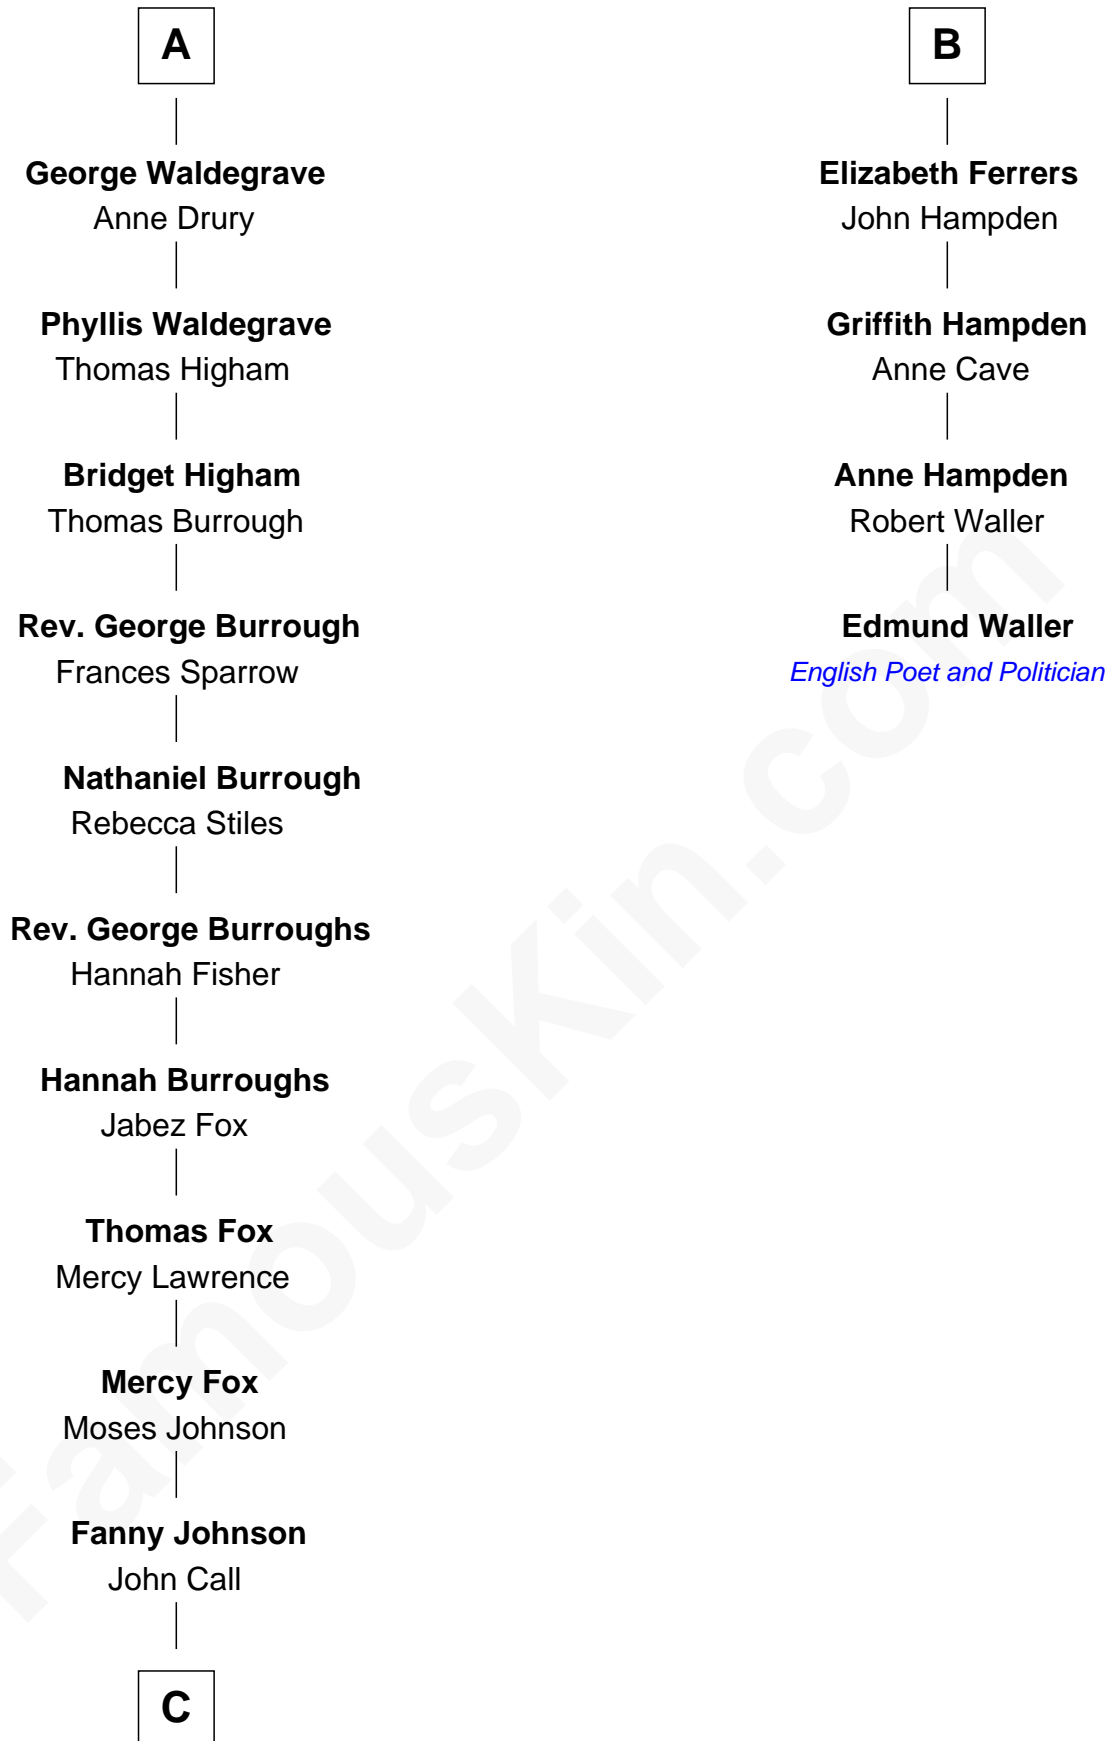 A
George Waldegrave
Anne Drury
Phyllis Waldegrave
Thomas Higham
Bridget Higham
Thomas Burrough
Rev. George Burrough
Frances Sparrow
Nathaniel Burrough
Rebecca Stiles
Rev. George Burroughs
Hannah Fisher
Hannah Burroughs
Jabez Fox
Thomas Fox
Mercy Lawrence
Mercy Fox
Moses Johnson
Fanny Johnson
John Call
C
B
Elizabeth Ferrers
John Hampden
Griffith Hampden
Anne Cave
Anne Hampden
Robert Waller
Edmund Waller
English Poet and Politician
FamousKin.com